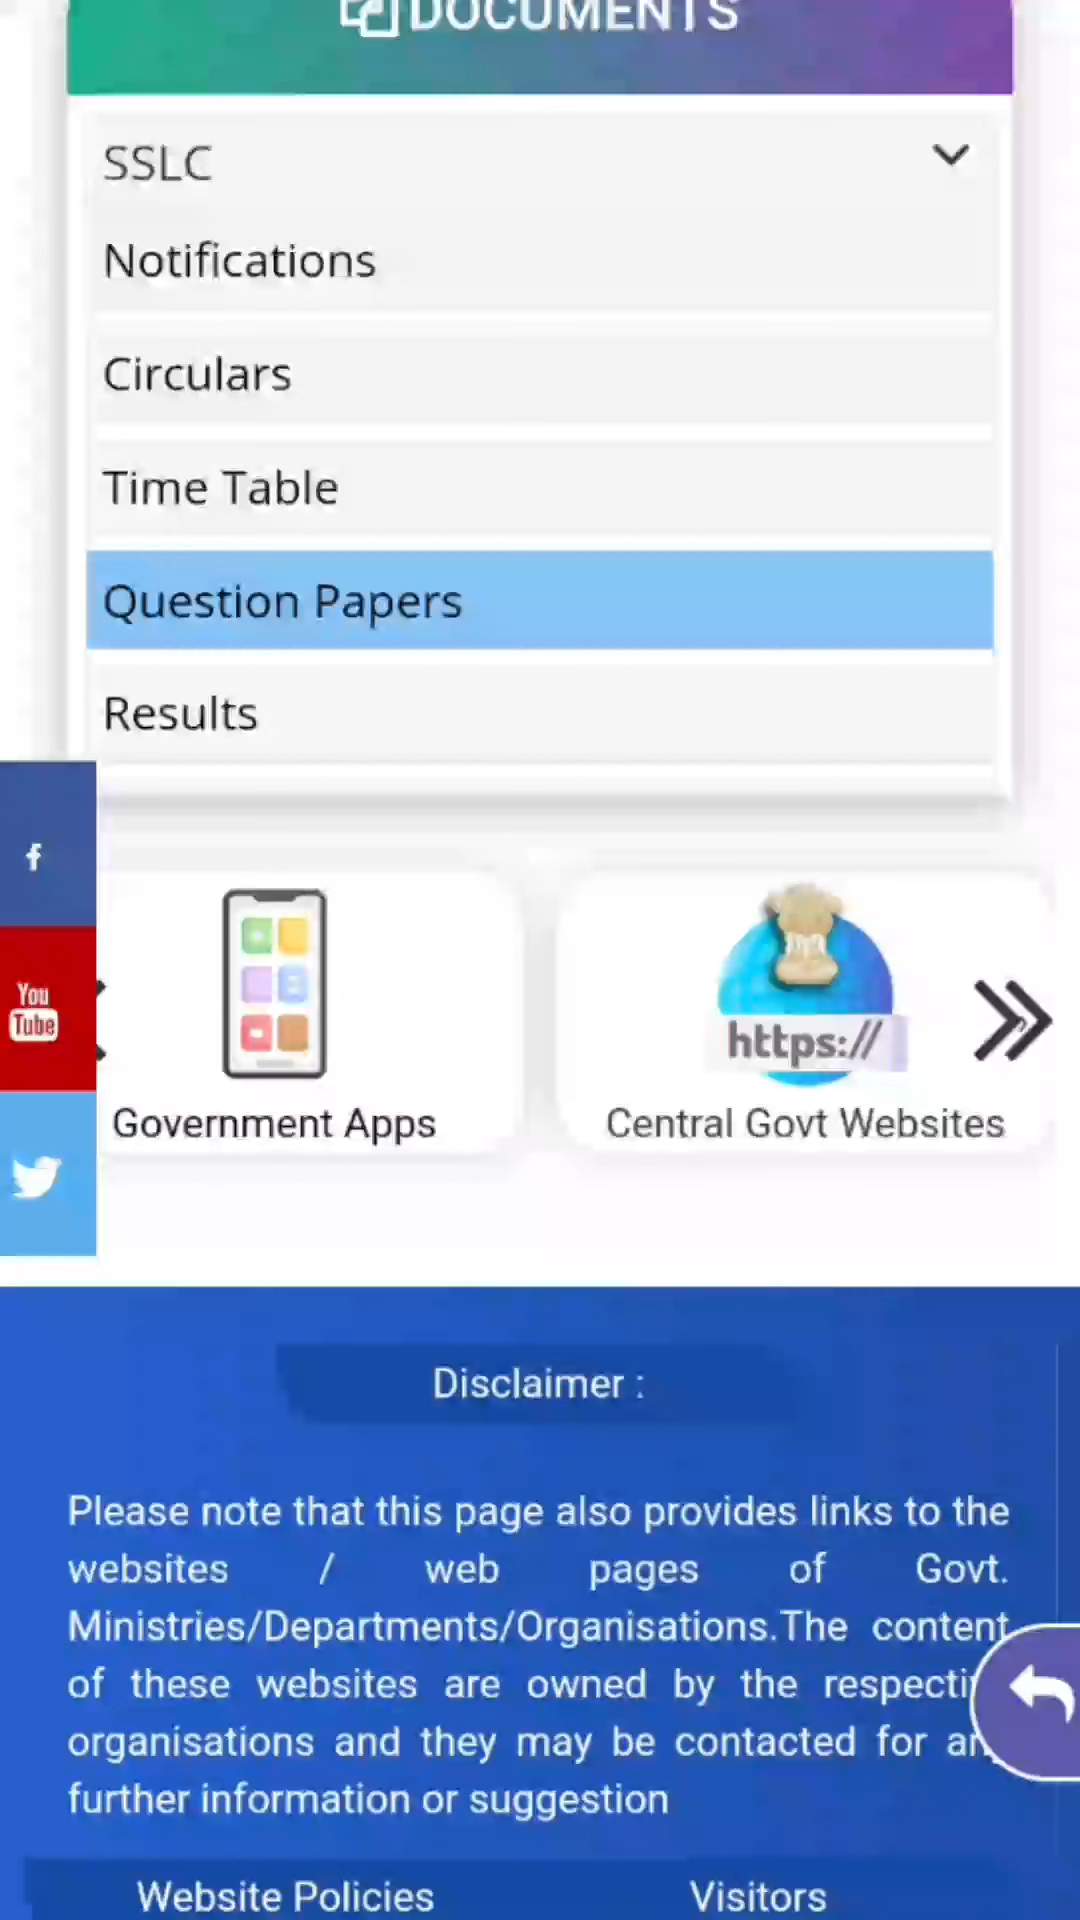 DOCUMENTS
SSLC
Notifications
Circulars
Time Table
Question Papers
Results
f
You
Tube
https://
Government Apps
Central Govt Websites
Disclaimer :
Please note that this page also provides links to the
websites / web pages of Govt.
Ministries/Departments/Organisations.The content
of these websites are owned by the
organisations and they may be contacted for
further information or suggestion
Website Policies
Visitors